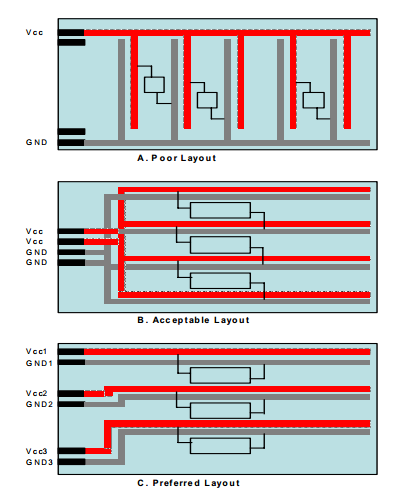 Vcc
GND
A. Poor Layout
Vcc
Vcc
GND
GND
B. Acceptable Layout
Vcc1
GND1
Vcc2
GND2
Vcc3
GND3
C. Preferred Layout